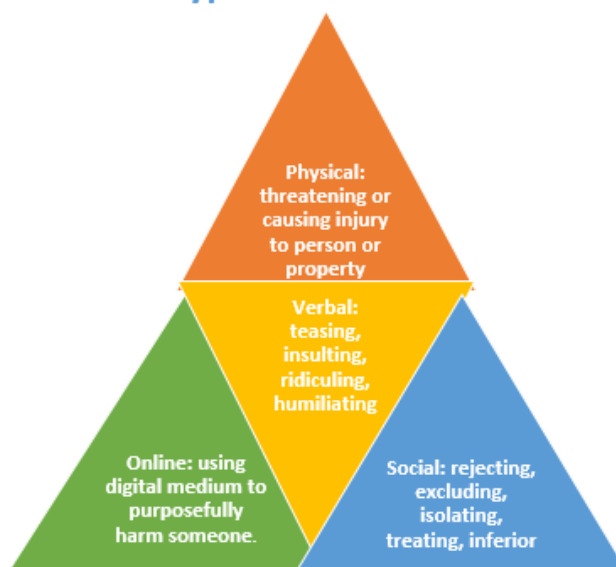 Physical:
threatening or
causing injury
to person or
property
Verbal:
teasing,
insulting,
ridiculing,
humiliating
Online: using
digital medium to
purposefully
harm someone.
Social: rejecting,
excluding,
isolating,
treating, inferior